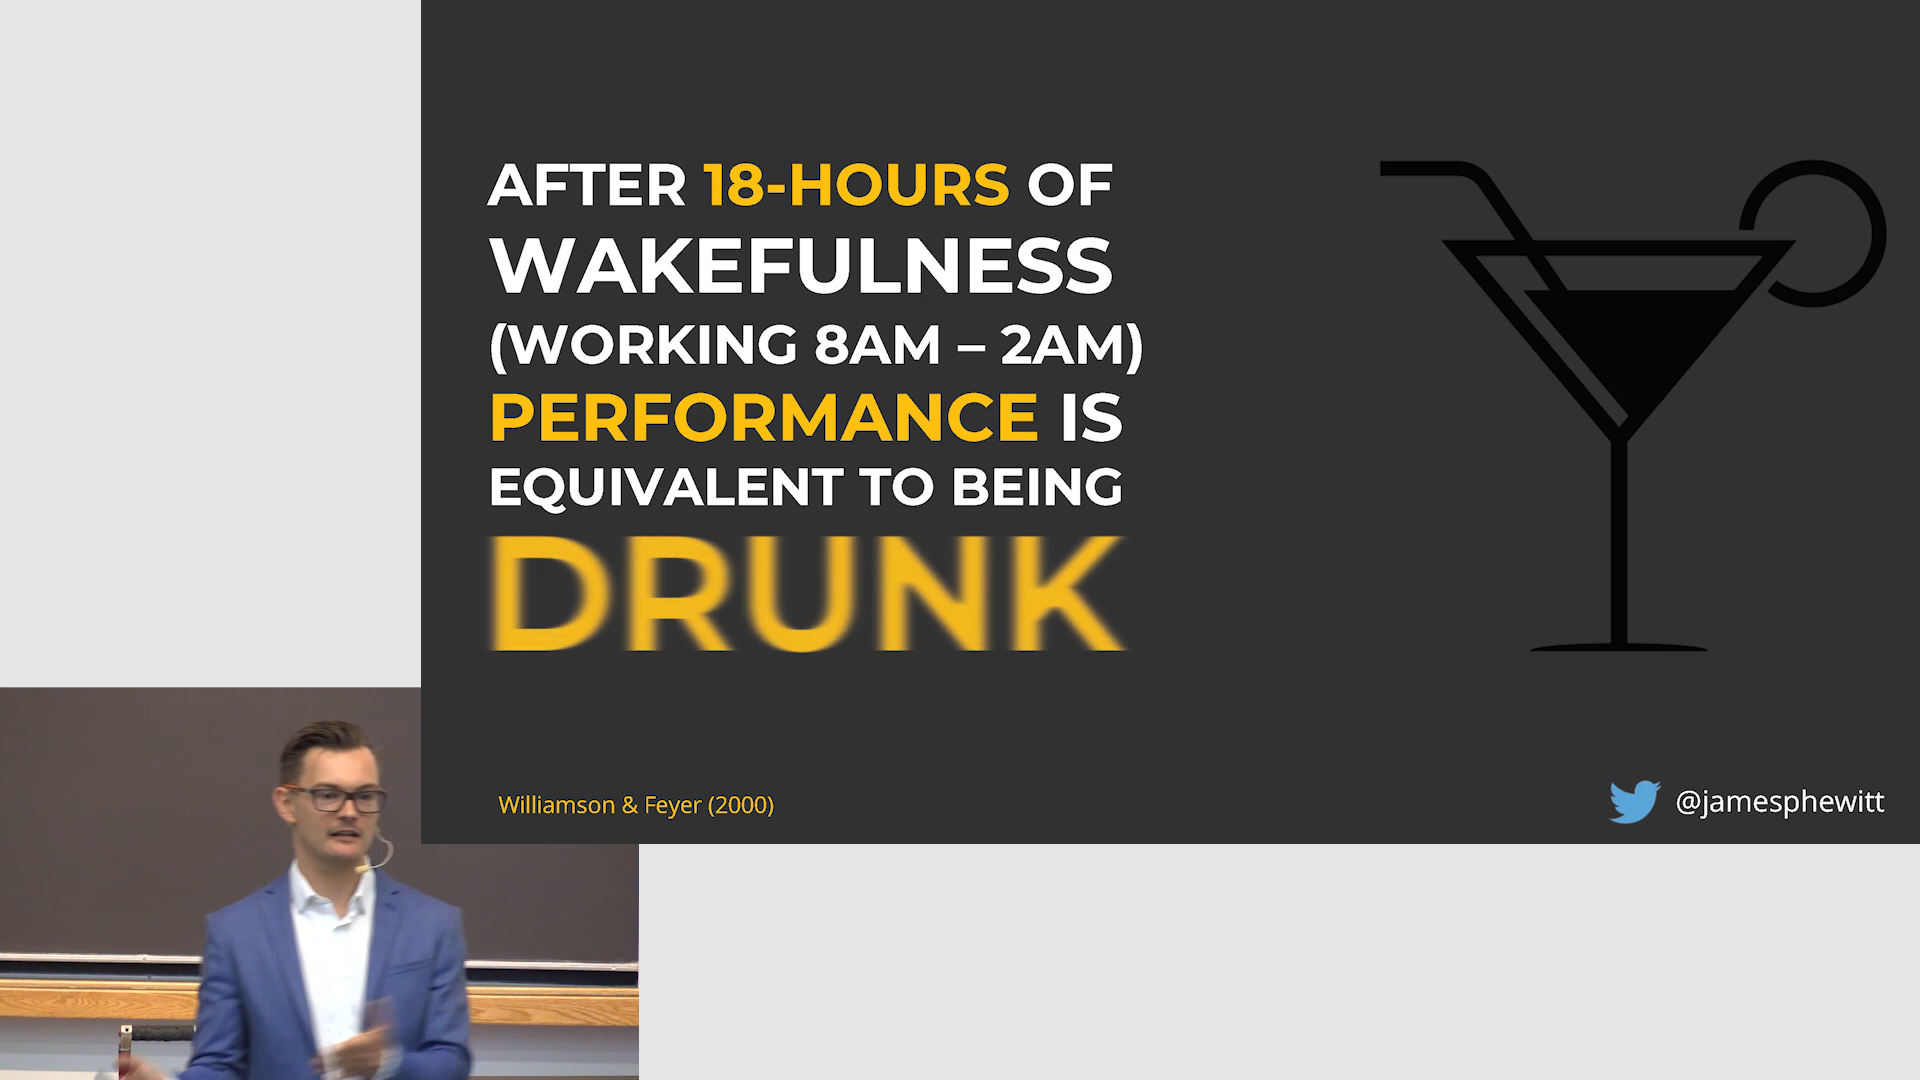 AFTER 18-HOURS OF
WAKEFULNESS
(WORKING 8AM – 2AM)
PERFORMANCE IS
EQUIVALENT TO BEING
DRUNK
Williamson & Feyer (2000)
@jamesphewitt